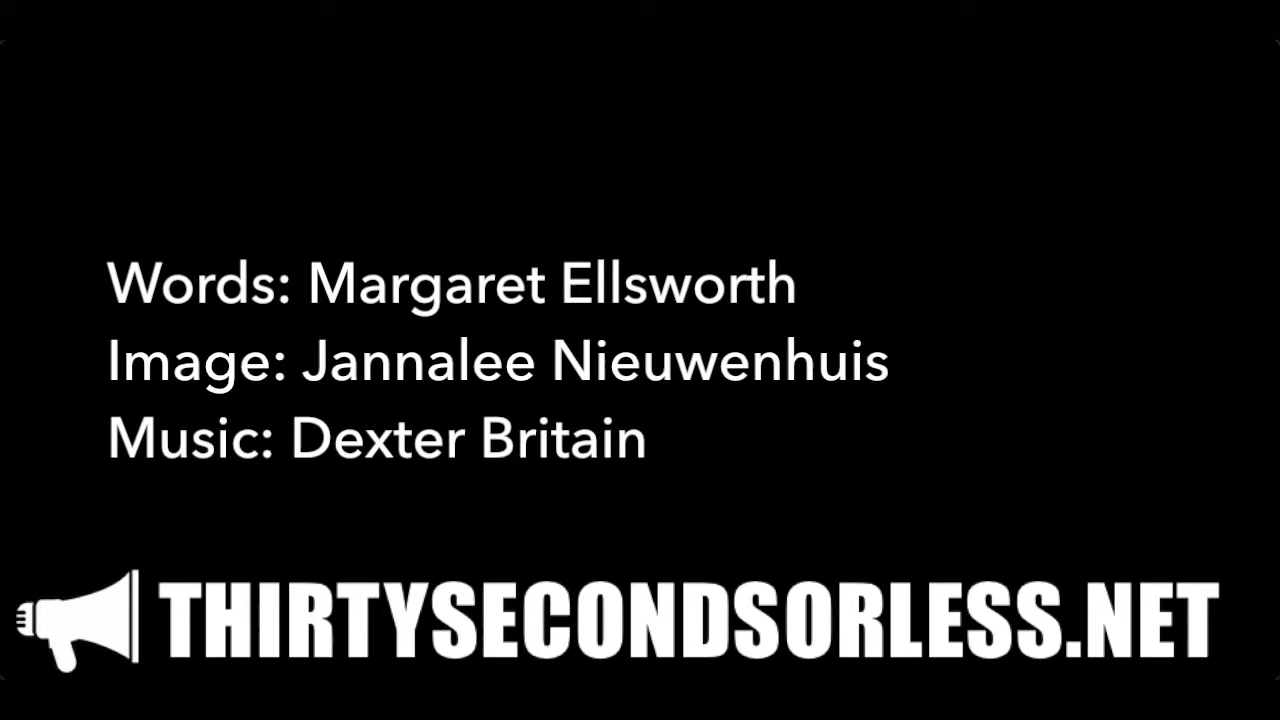 Words: Margaret Ellsworth
Image: Jannalee Nieuwenhuis
Music: Dexter Britain
THIRTYSECONDSORLESS.NET